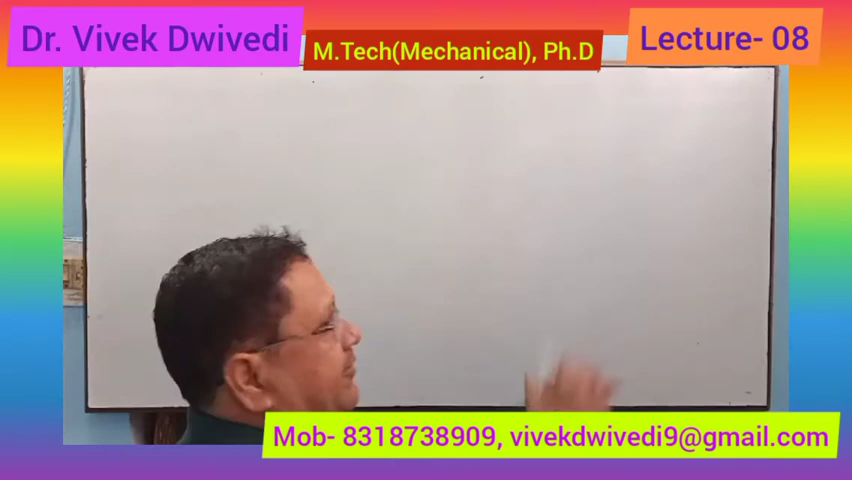 Dr. Vivek Dwivedi
M.Tech(Mechanical), Ph.D
Lecture- 08
Mob- 8318738909, vivekdwivedi9@gmail.com